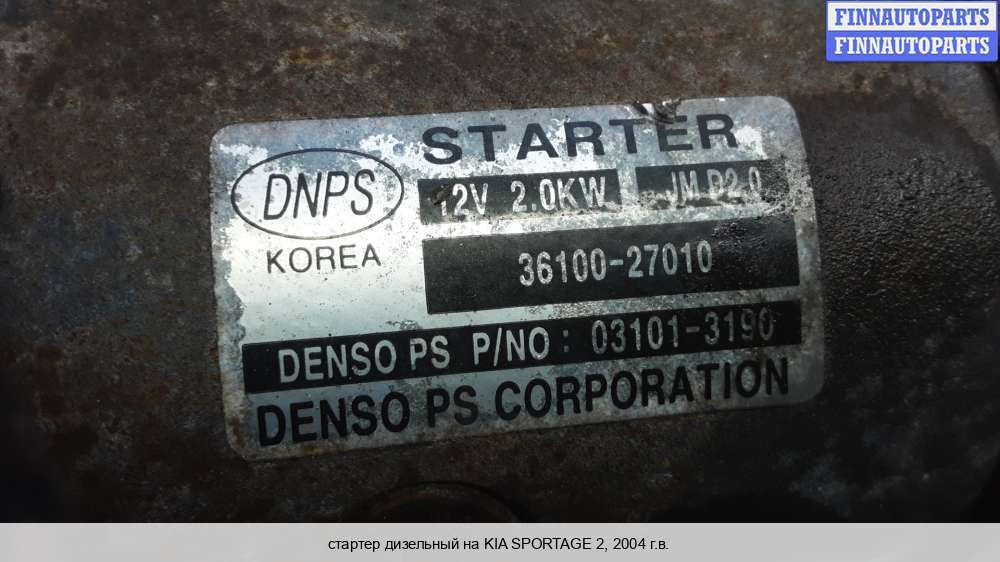 FINNAUTOPARTS
FINNAUTOPARTS
STARTER
DNPS
12V 2.0KW JM D2.0
KOREA
36100-27010
DENSO PS P/NO : 03101-3190
DENSO PS CORPORATION
стартер дизельный на KIA SPORTAGE 2, 2004 г.в.